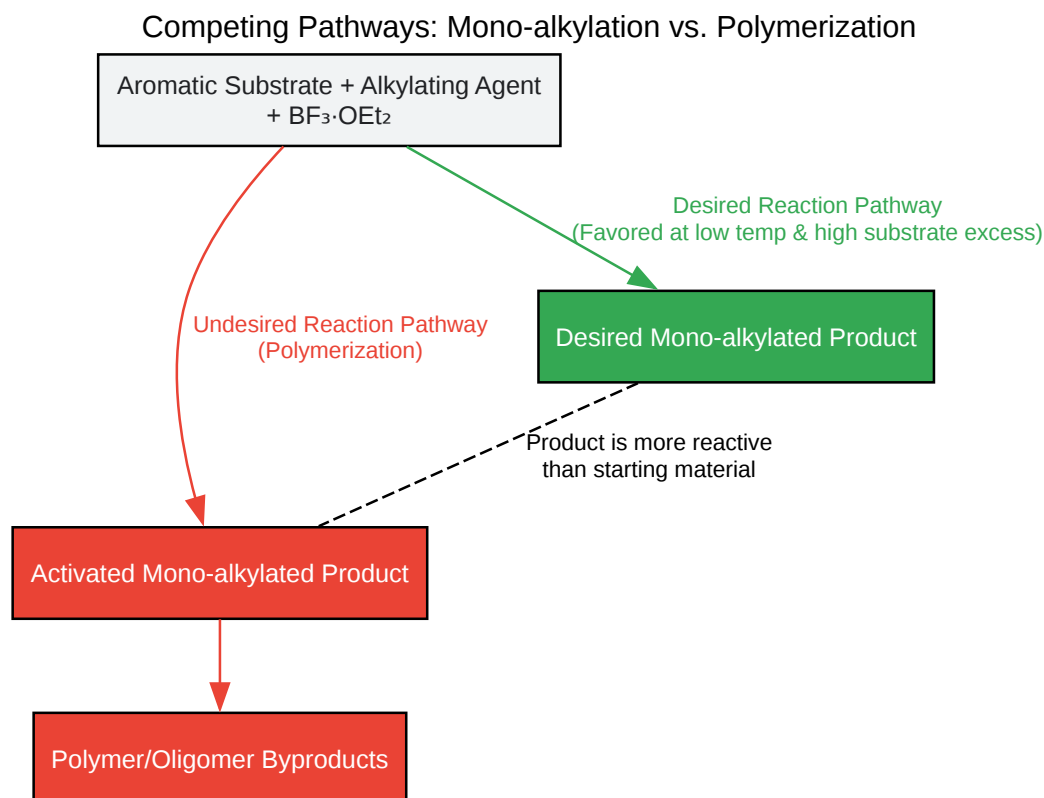 Competing Pathways: Mono-alkylation vs. Polymerization
Aromatic Substrate + Alkylating Agent
+ BF₃·OEt₂
Desired Reaction Pathway
(Favored at low temp & high substrate excess)
Undesired Reaction Pathway
(Polymerization)
Desired Mono-alkylated Product
Product is more reactive
than starting material
Activated Mono-alkylated Product
Polymer/Oligomer Byproducts